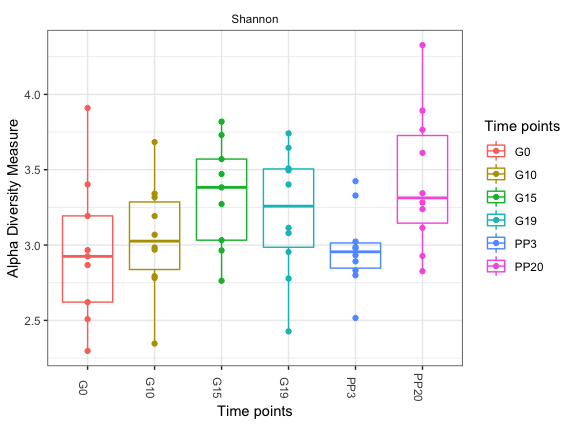 Shannon
Alpha Diversity Measure
4.0
3.5
3.0
2.5
G0
G10
G15
G19
PP3
PP20
Time points
Time points
G0
G10
G15
G19
PP3
PP20